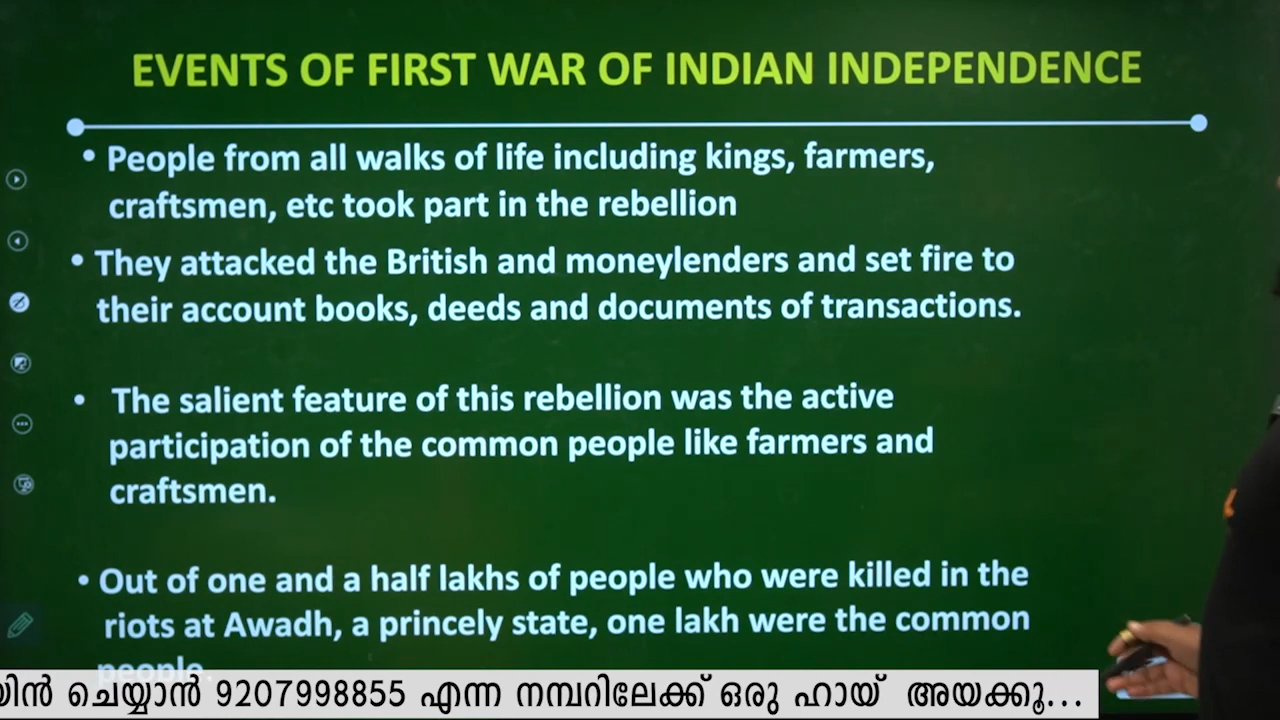 EVENTS OF FIRST WAR OF INDIAN INDEPENDENCE
• People from all walks of life including kings, farmers,
craftsmen, etc took part in the rebellion
• They attacked the British and moneylenders and set fire to
their account books, deeds and documents of transactions.
• The salient feature of this rebellion was the active
participation of the common people like farmers and
craftsmen.
• Out of one and a half lakhs of people who were killed in the
riots at Awadh, a princely state, one lakh were the common
people.
ചെയ്യാൻ 9207998855 എന്ന നമ്പറിലേക്ക് ഒരു ഹായ് അയക്കൂ...